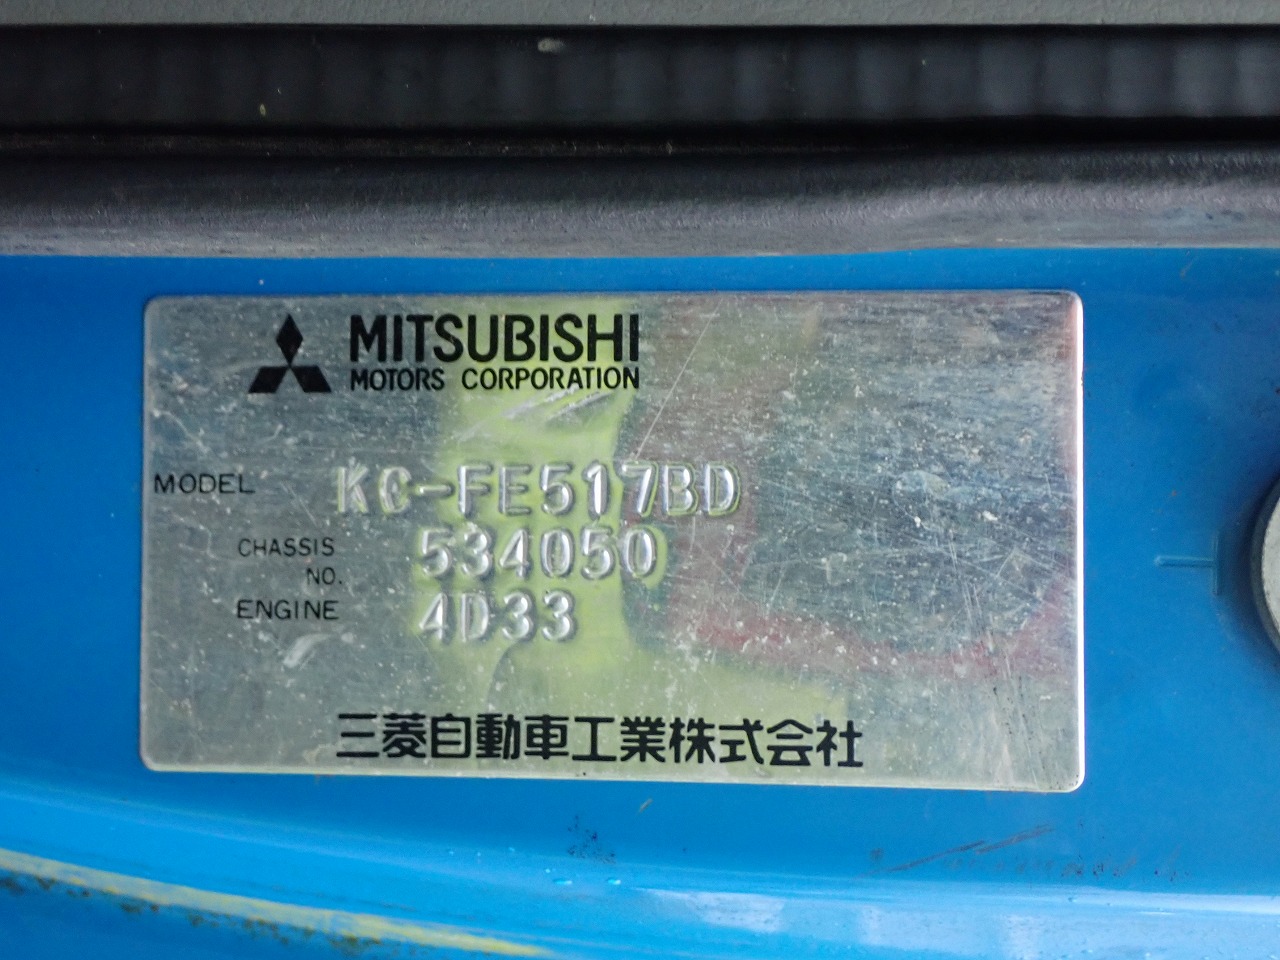 MITSUBISHI
MOTORS CORPORATION
MODEL KC-FE517BD
CHASSIS NO. 534050
ENGINE 4D33
三菱自動車工業株式会社